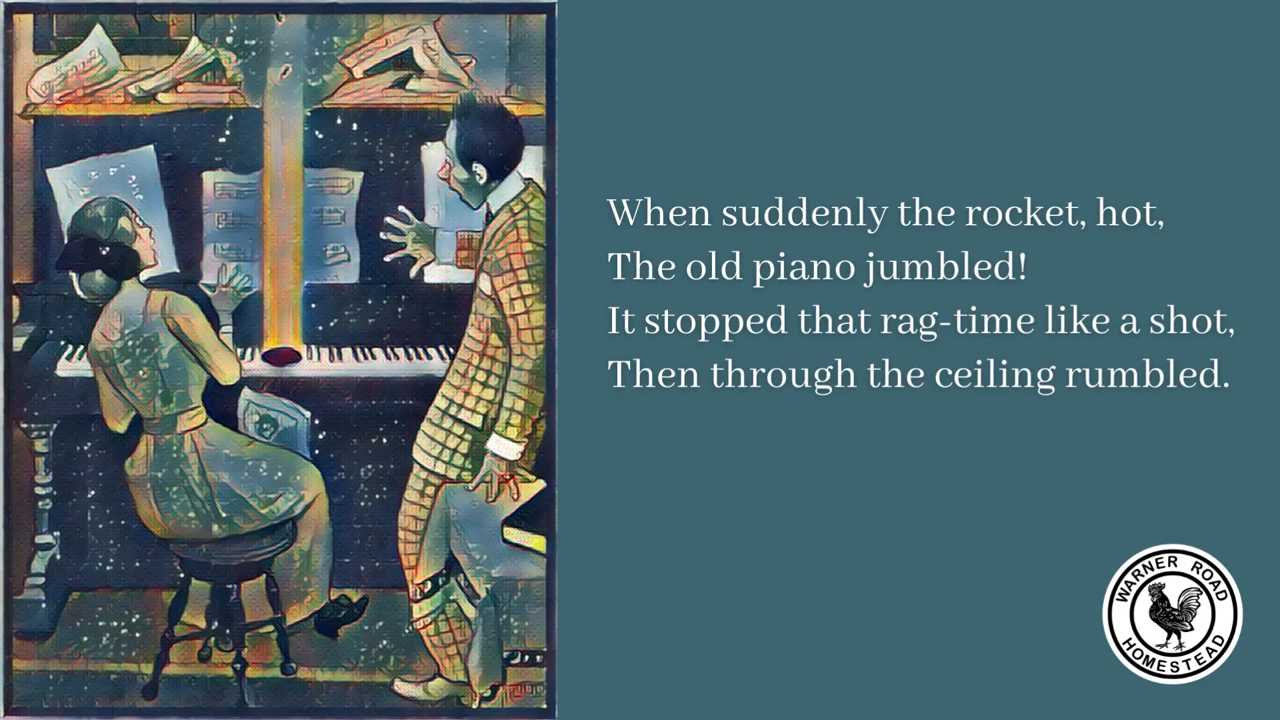 When suddenly the rocket, hot,
The old piano jumbled!
It stopped that rag-time like a shot,
Then through the ceiling rumbled.
WARNER ROAD
HOMESTEAD